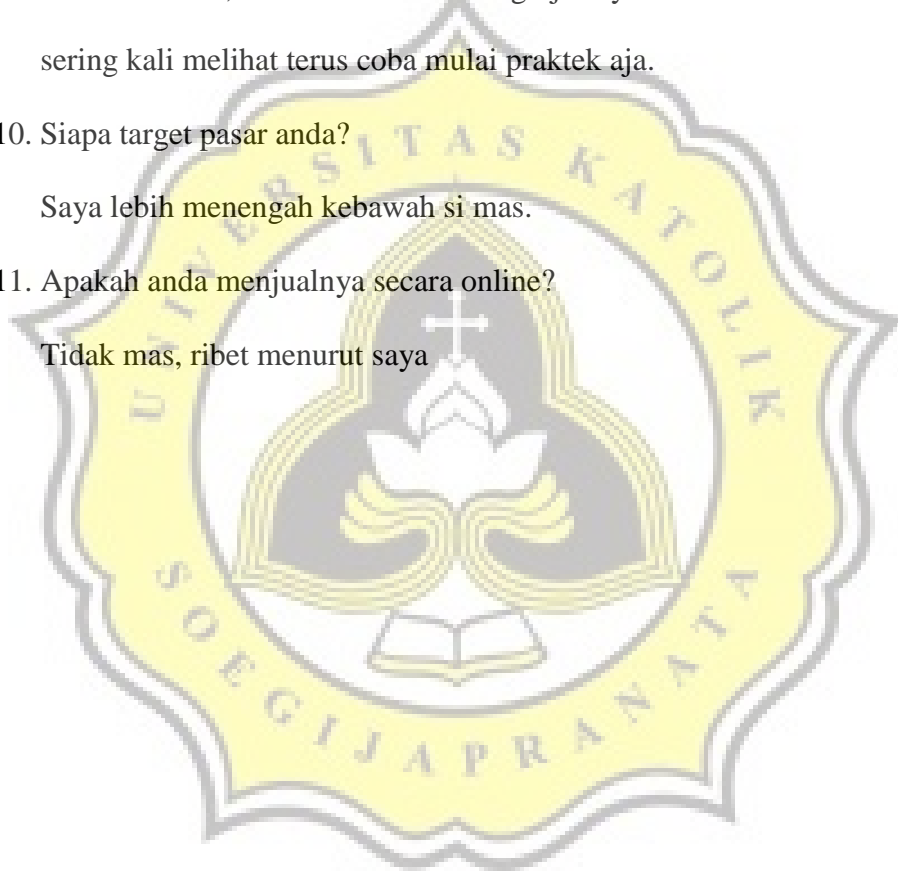 sering kali melihat terus coba mulai praktek aja.
10. Siapa target pasar anda?
Saya lebih menengah kebawah si mas.
11. Apakah anda menjualnya secara online?
Tidak mas, ribet menurut saya
UNIVERSITAS KATOLIK
SOEGIJAPRANATA